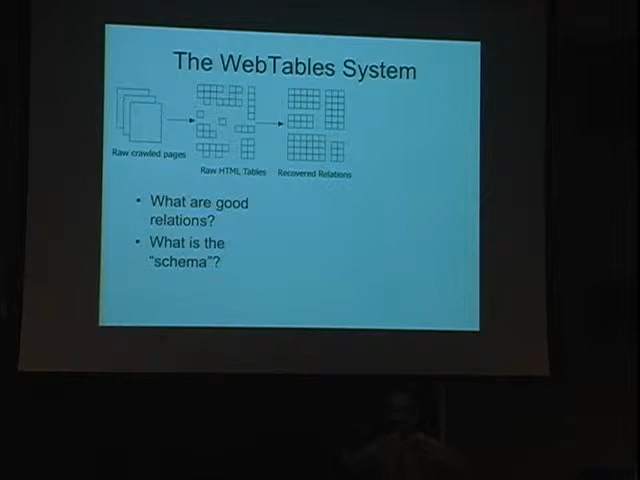 The WebTables System
Raw crawled pages
Raw HTML Tables
Recovered Relations
• What are good
relations?
• What is the
"schema"?